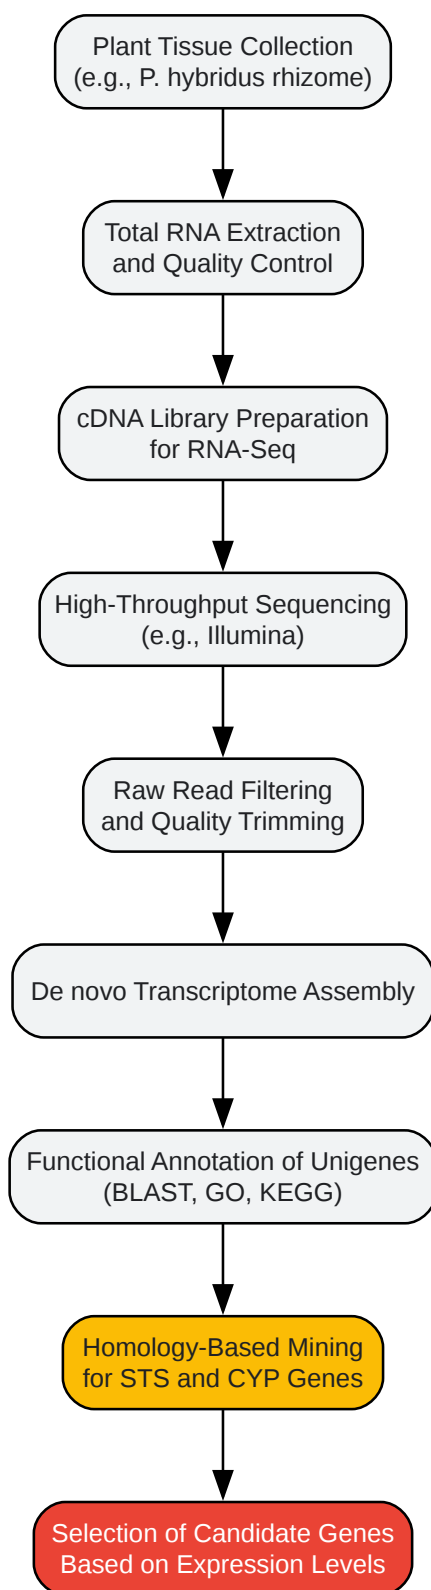 Plant Tissue Collection
(e.g., P. hybridus rhizome)
Total RNA Extraction
and Quality Control
cDNA Library Preparation
for RNA-Seq
High-Throughput Sequencing
(e.g., Illumina)
Raw Read Filtering
and Quality Trimming
De novo Transcriptome Assembly
Functional Annotation of Unigenes
(BLAST, GO, KEGG)
Homology-Based Mining
for STS and CYP Genes
Selection of Candidate Genes
Based on Expression Levels